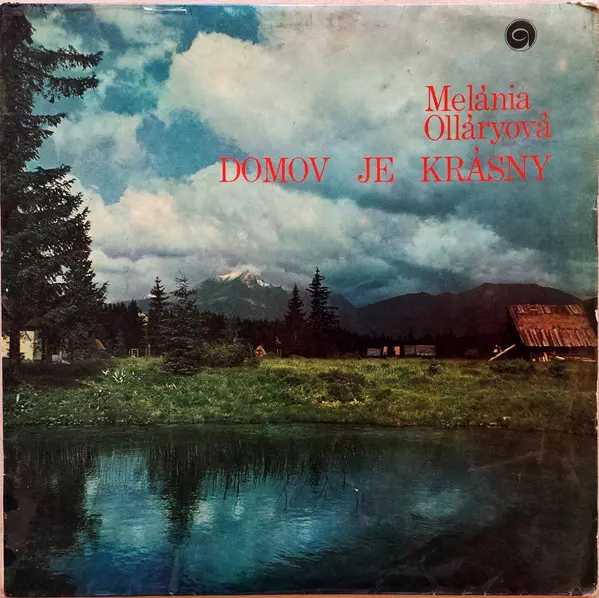 Melánia
Olláryová
DOMOV JE KRÁSNY